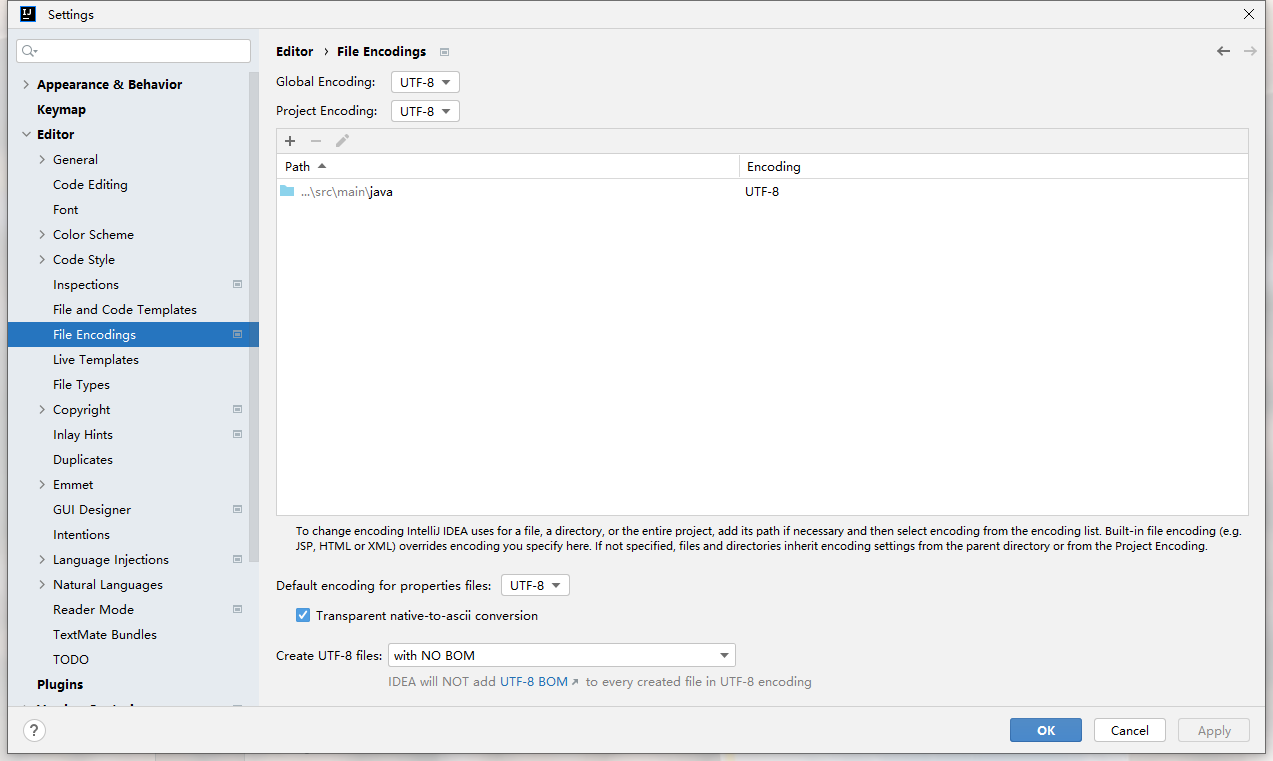 Settings
Appearance & Behavior
Keymap
Editor
General
Code Editing
Font
Color Scheme
Code Style
Inspections
File and Code Templates
File Encodings
Live Templates
File Types
Copyright
Inlay Hints
Duplicates
Emmet
GUI Designer
Intentions
Language Injections
Natural Languages
Reader Mode
TextMate Bundles
TODO
Plugins
Editor › File Encodings
Global Encoding: UTF-8
Project Encoding: UTF-8
Path Encoding
...\src\main\java UTF-8
To change encoding IntelliJ IDEA uses for a file, a directory, or the entire project, add its path if necessary and then select encoding from the encoding list. Built-in file encoding (e.g.
JSP, HTML or XML) overrides encoding you specify here. If not specified, files and directories inherit encoding settings from the parent directory or from the Project Encoding.
Default encoding for properties files: UTF-8
Transparent native-to-ascii conversion
Create UTF-8 files: with NO BOM
IDEA will NOT add UTF-8 BOM ↗ to every created file in UTF-8 encoding
? OK Cancel Apply